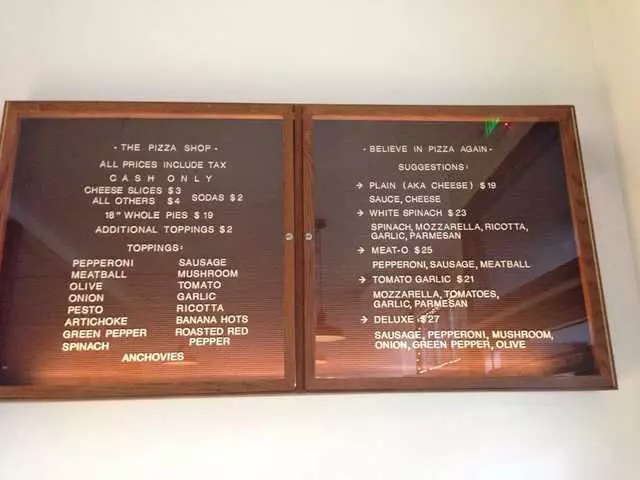 - THE PIZZA SHOP -
ALL PRICES INCLUDE TAX
CASH ONLY
CHEESE SLICES $3
ALL OTHERS $4
SODAS $2
18" WHOLE PIES $19
ADDITIONAL TOPPINGS $2
TOPPINGS:
PEPPERONI SAUSAGE
MEATBALL MUSHROOM
OLIVE TOMATO
ONION GARLIC
PESTO RICOTTA
ARTICHOKE BANANA HOTS
GREEN PEPPER ROASTED RED
SPINACH PEPPER
ANCHOVIES
- BELIEVE IN PIZZA AGAIN -
SUGGESTIONS:
→ PLAIN (AKA CHEESE) $19
SAUCE, CHEESE
→ WHITE SPINACH $23
SPINACH, MOZZARELLA, RICOTTA,
GARLIC, PARMESAN
→ MEAT-O $25
PEPPERONI, SAUSAGE, MEATBALL
→ TOMATO GARLIC $21
MOZZARELLA, TOMATOES,
GARLIC, PARMESAN
→ DELUXE $27
SAUSAGE, PEPPERONI, MUSHROOM,
ONION, GREEN PEPPER, OLIVE